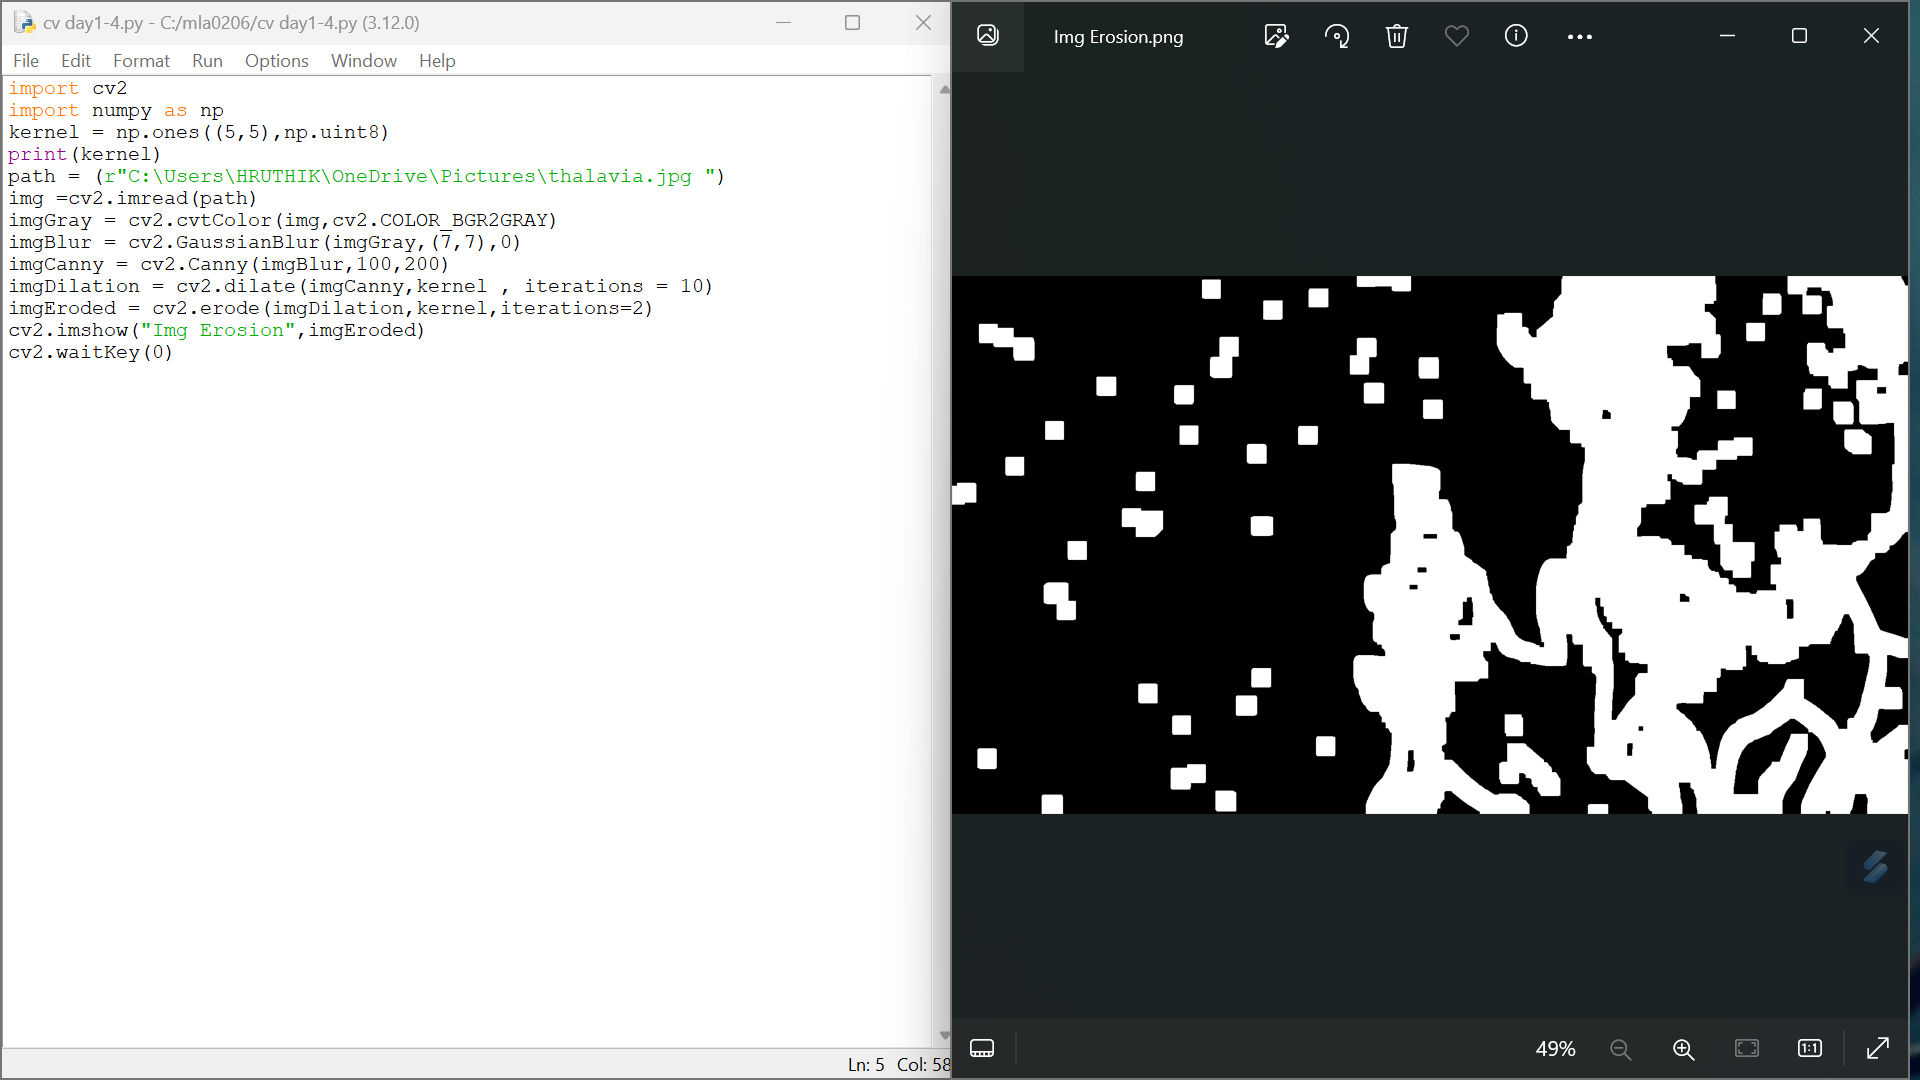 cv day1-4.py - C:/mla0206/cv day1-4.py (3.12.0)
File Edit Format Run Options Window Help
import cv2
import numpy as np
kernel = np.ones((5,5),np.uint8)
print(kernel)
path = (r"C:\Users\HRUTHIK\OneDrive\Pictures\thalavia.jpg ")
img =cv2.imread(path)
imgGray = cv2.cvtColor(img,cv2.COLOR_BGR2GRAY)
imgBlur = cv2.GaussianBlur(imgGray,(7,7),0)
imgCanny = cv2.Canny(imgBlur,100,200)
imgDilation = cv2.dilate(imgCanny,kernel , iterations = 10)
imgEroded = cv2.erode(imgDilation,kernel,iterations=2)
cv2.imshow("Img Erosion",imgEroded)
cv2.waitKey(0)
Ln: 5 Col: 58
Img Erosion.png
49%
1:1